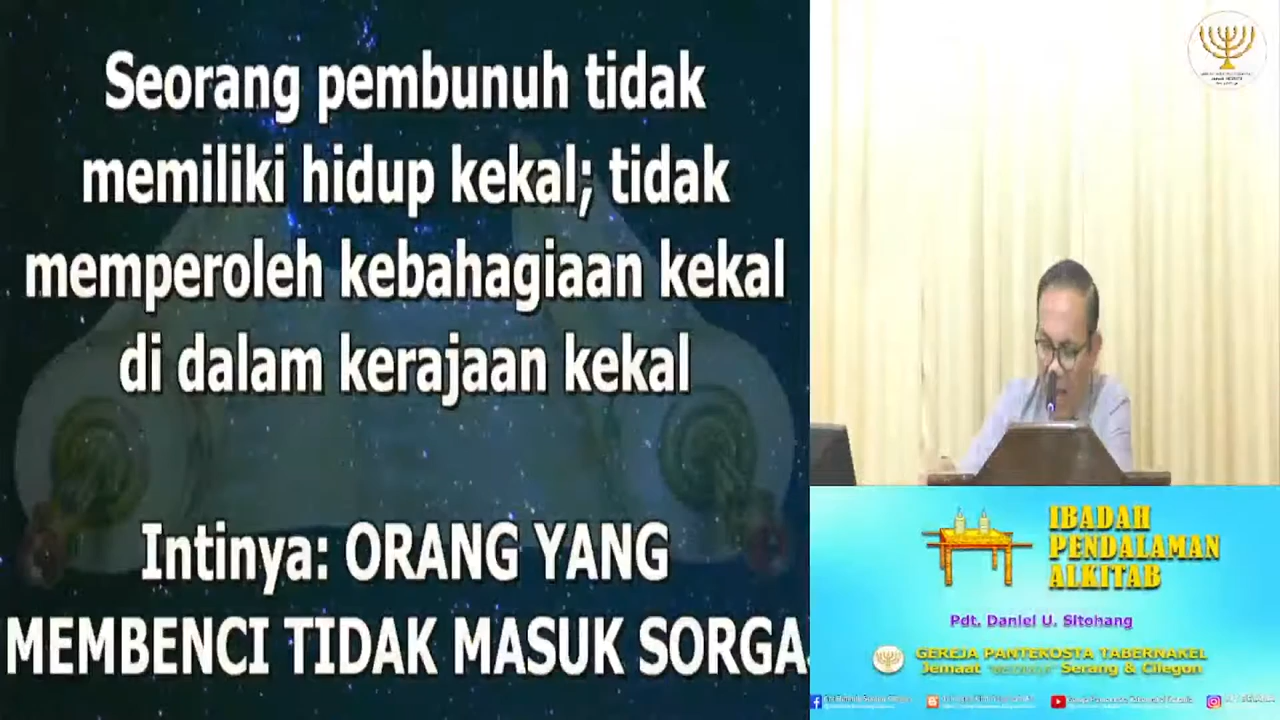 Seorang pembunuh tidak
memiliki hidup kekal; tidak
memperoleh kebahagiaan kekal
di dalam kerajaan kekal
Intinya: ORANG YANG
MEMBENCI TIDAK MASUK SORGA.
IBADAH
PENDALAMAN
ALKITAB
Pdt. Daniel U. Sitohang
GEREJA PANTEKOSTA TABERNAKEL
Jemaat "BETANIA" Serang & Cilegon